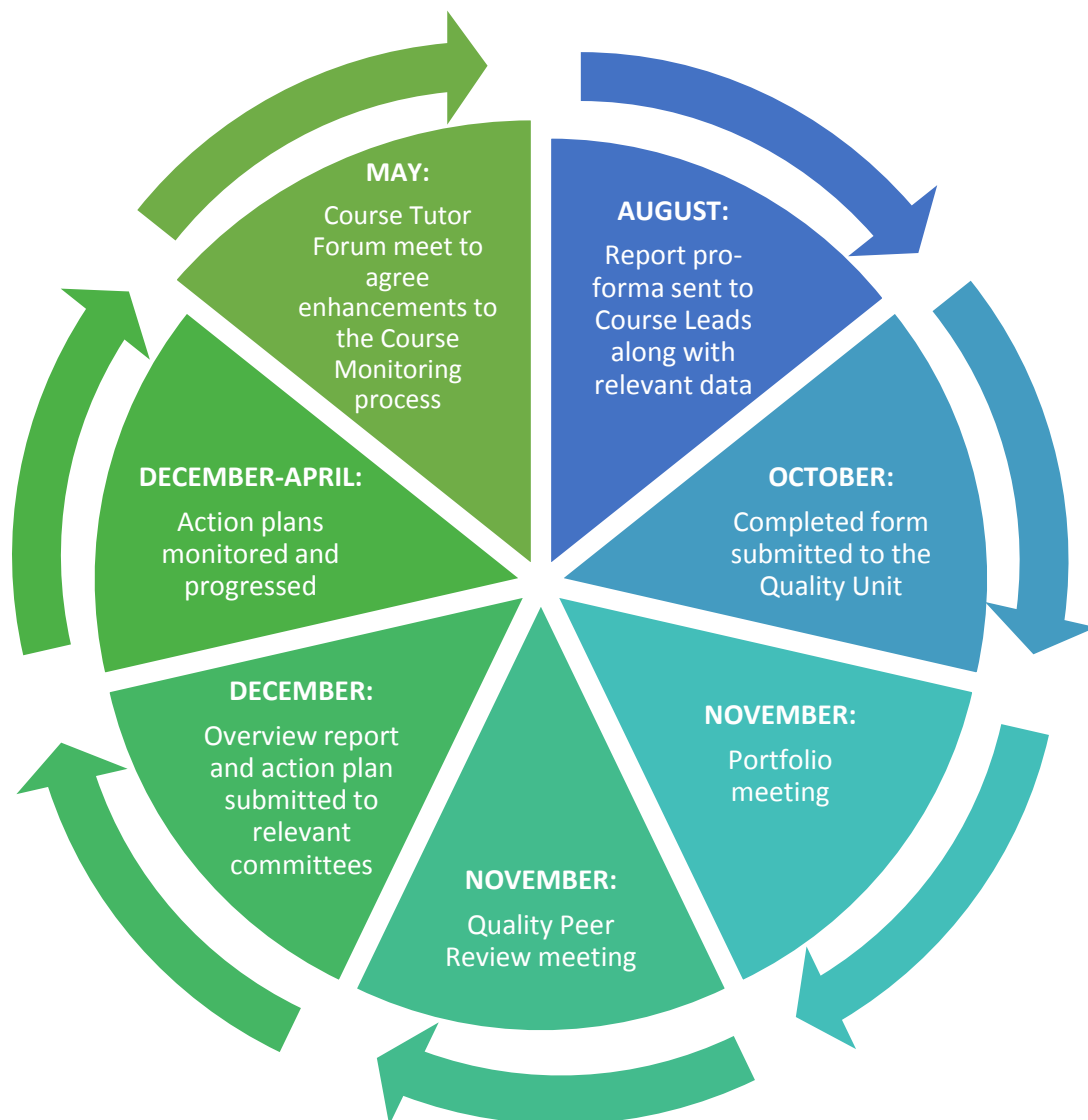 AUGUST:
Report pro-
forma sent to
Course Leads
along with
relevant data
OCTOBER:
Completed form
submitted to the
Quality Unit
NOVEMBER:
Portfolio
meeting
NOVEMBER:
Quality Peer
Review meeting
DECEMBER:
Overview report
and action plan
submitted to
relevant
committees
DECEMBER-APRIL:
Action plans
monitored and
progressed
MAY:
Course Tutor
Forum meet to
agree
enhancements to
the Course
Monitoring
process